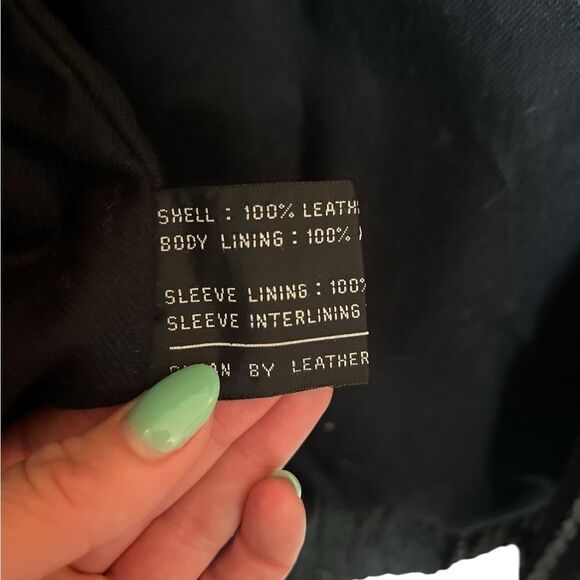 SHELL : 100% LEATH
BODY LINING : 100%
SLEEVE LINING : 100%
SLEEVE INTERLINING
BY LEATHER